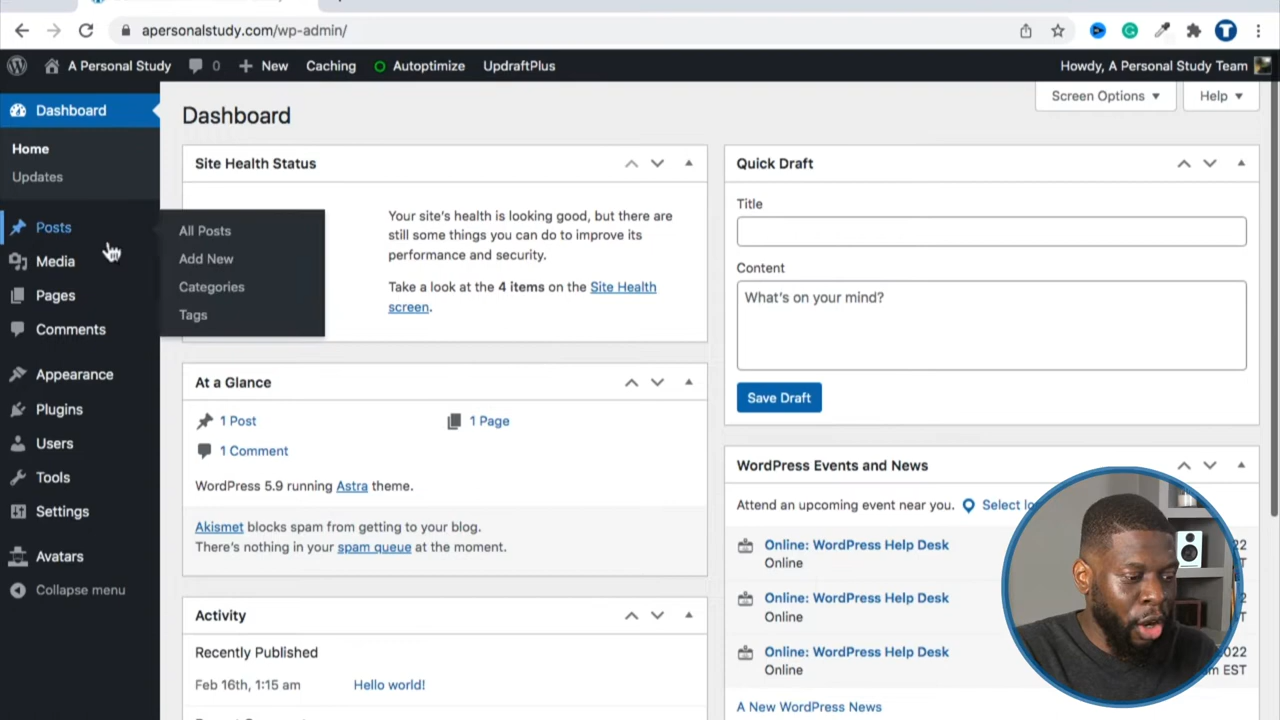 apersonalstudy.com/wp-admin/
A Personal Study 0 New Caching Autoptimize UpdraftPlus Howdy, A Personal Study Team
Screen Options Help
Dashboard
Home
Updates
Posts
Media
Pages
Comments
Appearance
Plugins
Users
Tools
Settings
Avatars
Collapse menu
All Posts
Add New
Categories
Tags
Dashboard
Site Health Status
Your site's health is looking good, but there are
still some things you can do to improve its
performance and security.
Take a look at the 4 items on the Site Health
screen.
At a Glance
1 Post 1 Page
1 Comment
WordPress 5.9 running Astra theme.
Akismet blocks spam from getting to your blog.
There's nothing in your spam queue at the moment.
Activity
Recently Published
Feb 16th, 1:15 am Hello world!
Quick Draft
Title
Content
What's on your mind?
Save Draft
WordPress Events and News
Attend an upcoming event near you. Select
Online: WordPress Help Desk
Online
Online: WordPress Help Desk
Online
Online: WordPress Help Desk
Online
A New WordPress News